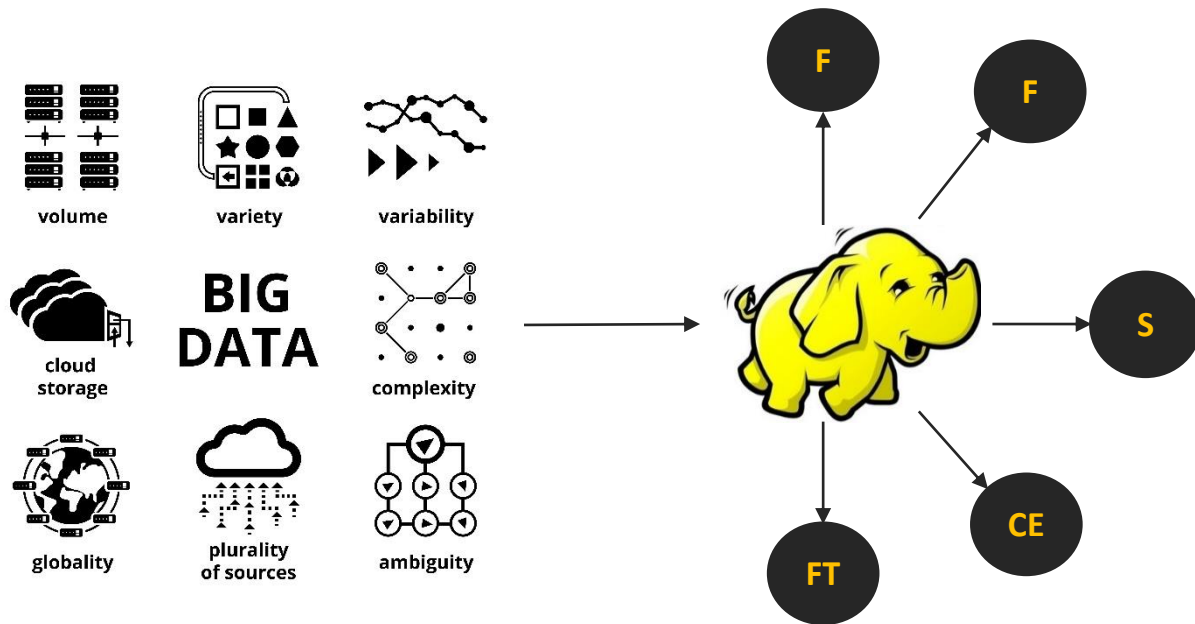 volume
variety
variability
cloud
storage
BIG
DATA
complexity
globality
plurality
of sources
ambiguity
F
F
S
CE
FT